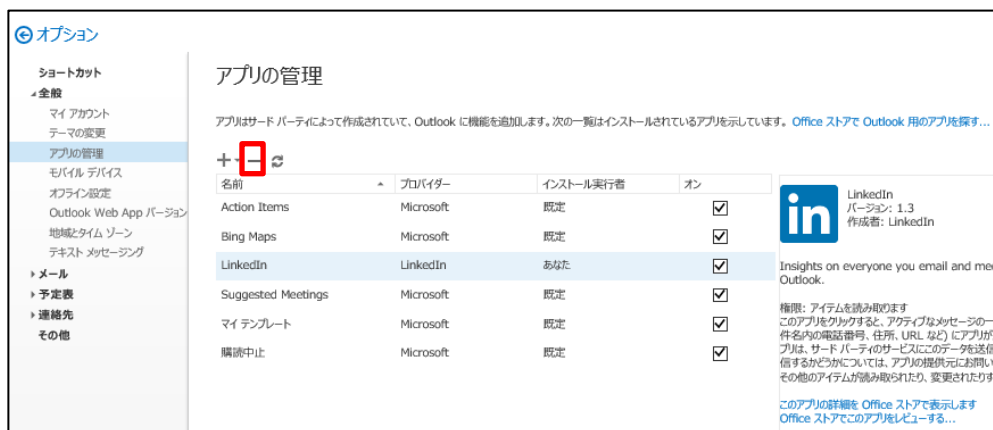 オプション
ショートカット
全般
マイ アカウント
テーマの変更
アプリの管理
モバイル デバイス
オフライン設定
Outlook Web App バージョン
地域とタイム ゾーン
テキスト メッセージング
メール
予定表
連絡先
その他
アプリの管理
アプリはサード パーティによって作成されていて、Outlook に機能を追加します。次の一覧はインストールされているアプリを示しています。 Office ストアで Outlook 用のアプリを探す...
名前 プロバイダー インストール実行者 オン
Action Items Microsoft 既定
Bing Maps Microsoft 既定
LinkedIn LinkedIn あなた
Suggested Meetings Microsoft 既定
マイ テンプレート Microsoft 既定
購読中止 Microsoft 既定
in
LinkedIn
バージョン: 1.3
作成者: LinkedIn
Insights on everyone you email and me
Outlook.
権限: アイテムを読み取ります
このアプリをクリックすると、アクティブなメッセージの一
件名内の電話番号、住所、URL など) にアプリが
プリは、サード パーティのサービスにこのデータを送信
信するかどうかについては、アプリの提供元にお問い
その他のアイテムが読み取られたり、変更されたりす
このアプリの詳細を Office ストアで表示します
Office ストアでこのアプリをレビューする...